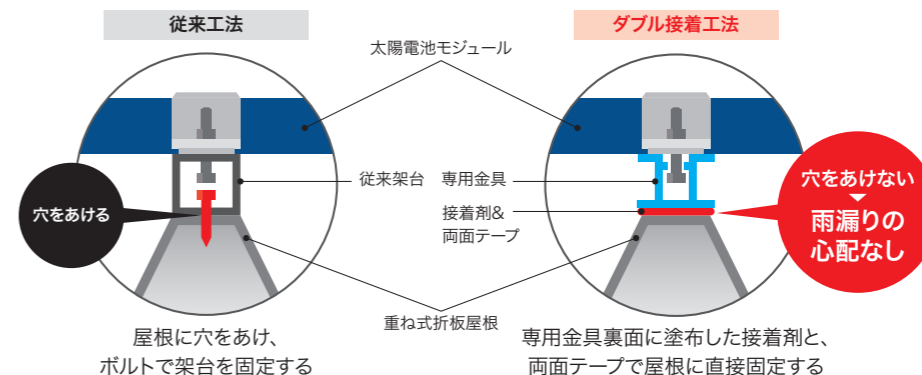 従来工法
ダブル接着工法
太陽電池モジュール
穴をあける
従来架台
専用金具
接着剤&
両面テープ
穴をあけない
雨漏りの
心配なし
重ね式折板屋根
屋根に穴をあけ、
ボルトで架台を固定する
専用金具裏面に塗布した接着剤と、
両面テープで屋根に直接固定する